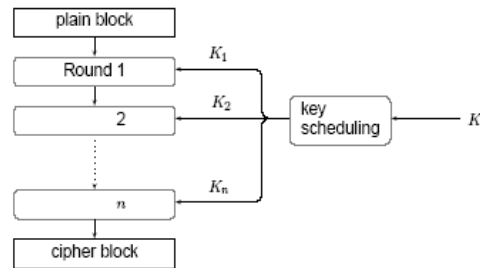 plain block
Round 1
K1
2
K2
key
scheduling
K
n
Kn
cipher block